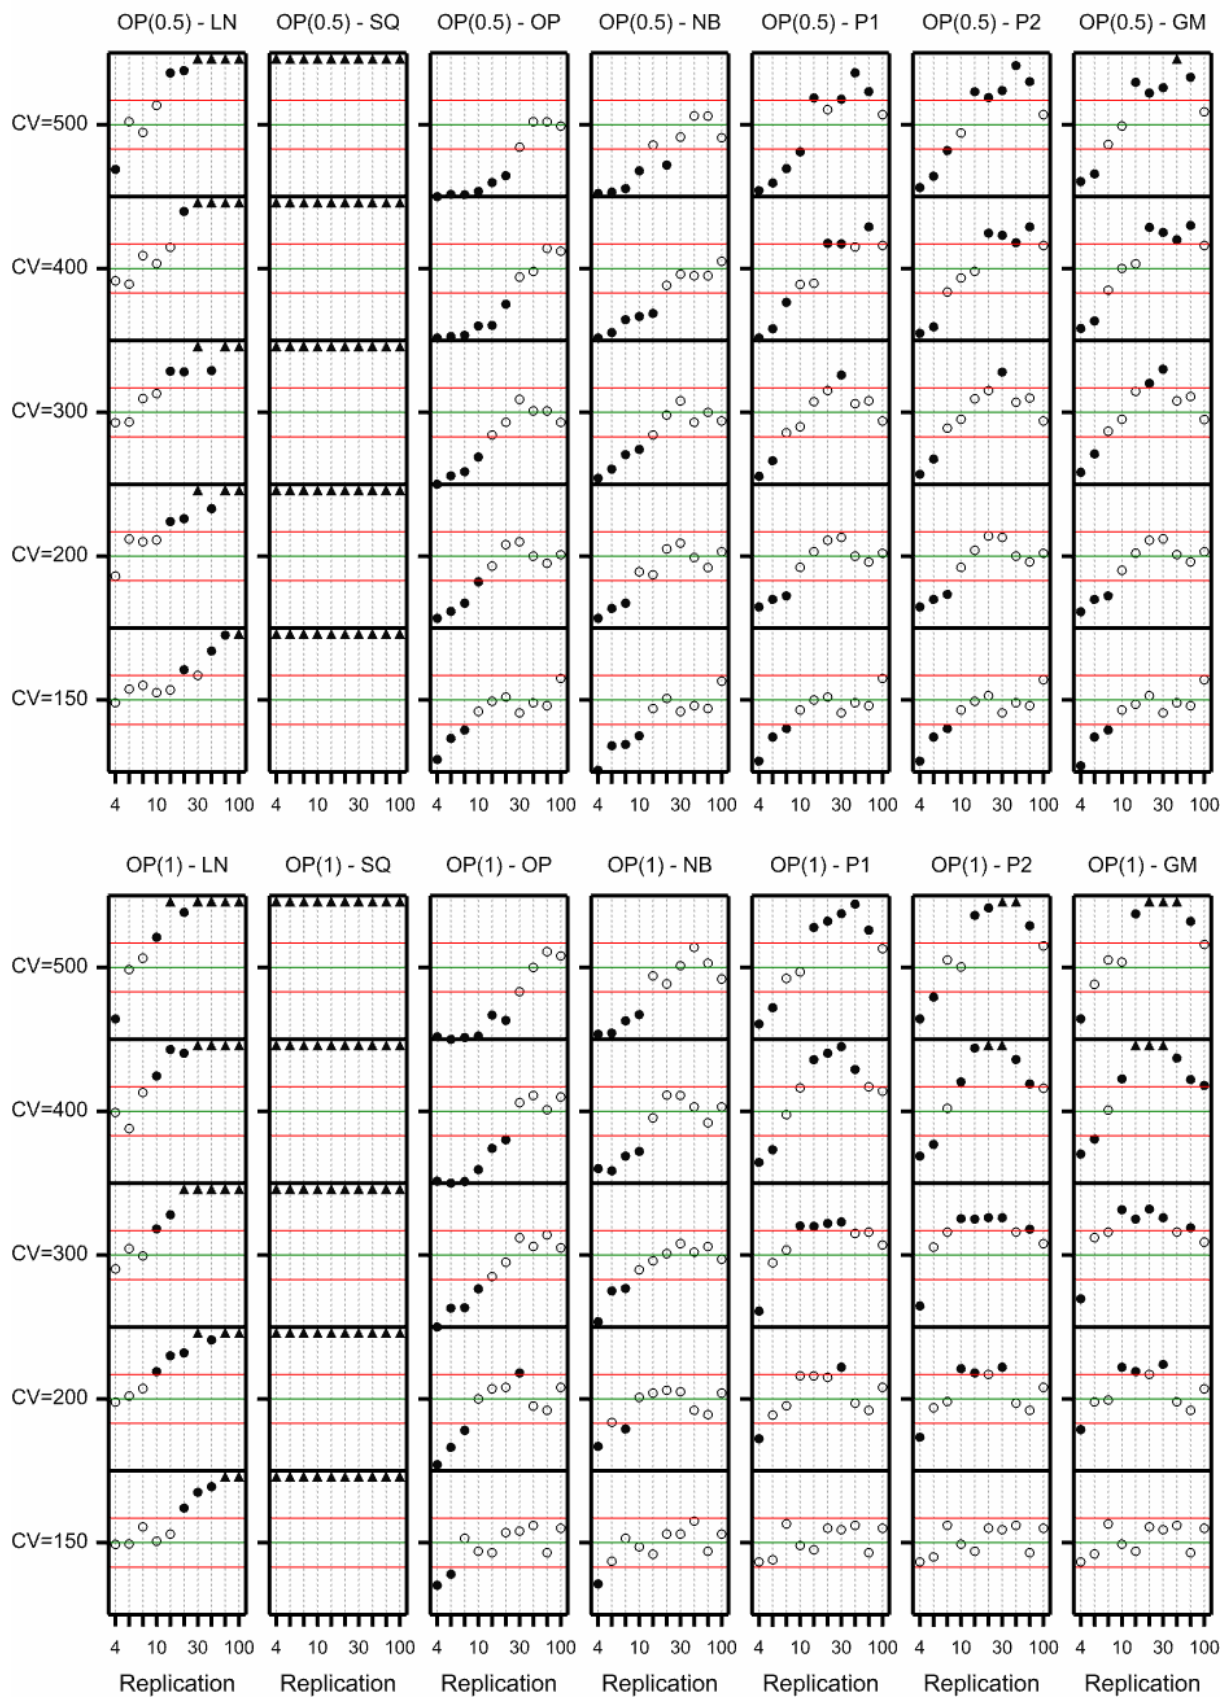 OP(0.5) - LN OP(0.5) - SQ OP(0.5) - OP OP(0.5) - NB OP(0.5) - P1 OP(0.5) - P2 OP(0.5) - GM
CV=500
CV=400
CV=300
CV=200
CV=150
4 10 30 100 4 10 30 100 4 10 30 100 4 10 30 100 4 10 30 100 4 10 30 100 4 10 30 100
OP(1) - LN OP(1) - SQ OP(1) - OP OP(1) - NB OP(1) - P1 OP(1) - P2 OP(1) - GM
CV=500
CV=400
CV=300
CV=200
CV=150
4 10 30 100 4 10 30 100 4 10 30 100 4 10 30 100 4 10 30 100 4 10 30 100 4 10 30 100
Replication Replication Replication Replication Replication Replication Replication